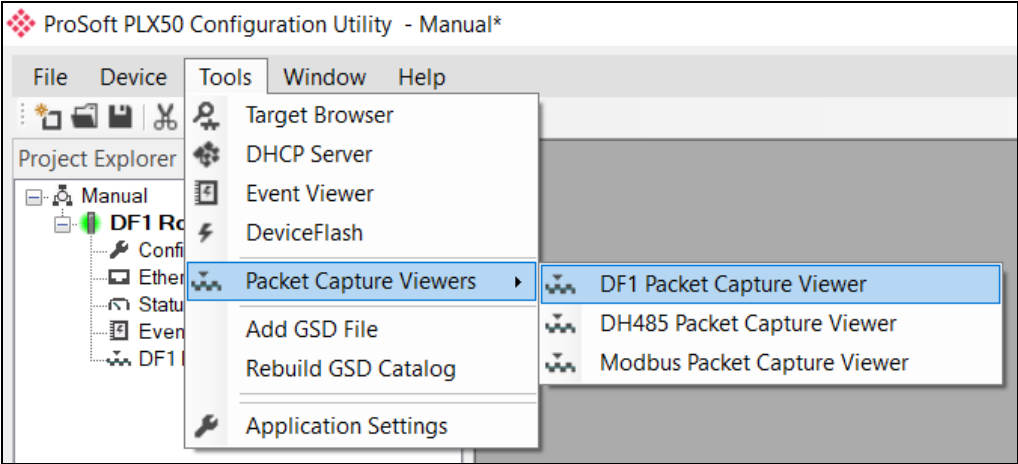 ProSoft PLX50 Configuration Utility - Manual*
File Device Tools Window Help
Project Explorer
Manual
DF1 Ro
Confi
Ether
Statu
Even
DF1
Target Browser
DHCP Server
Event Viewer
DeviceFlash
Packet Capture Viewers
Add GSD File
Rebuild GSD Catalog
Application Settings
DF1 Packet Capture Viewer
DH485 Packet Capture Viewer
Modbus Packet Capture Viewer